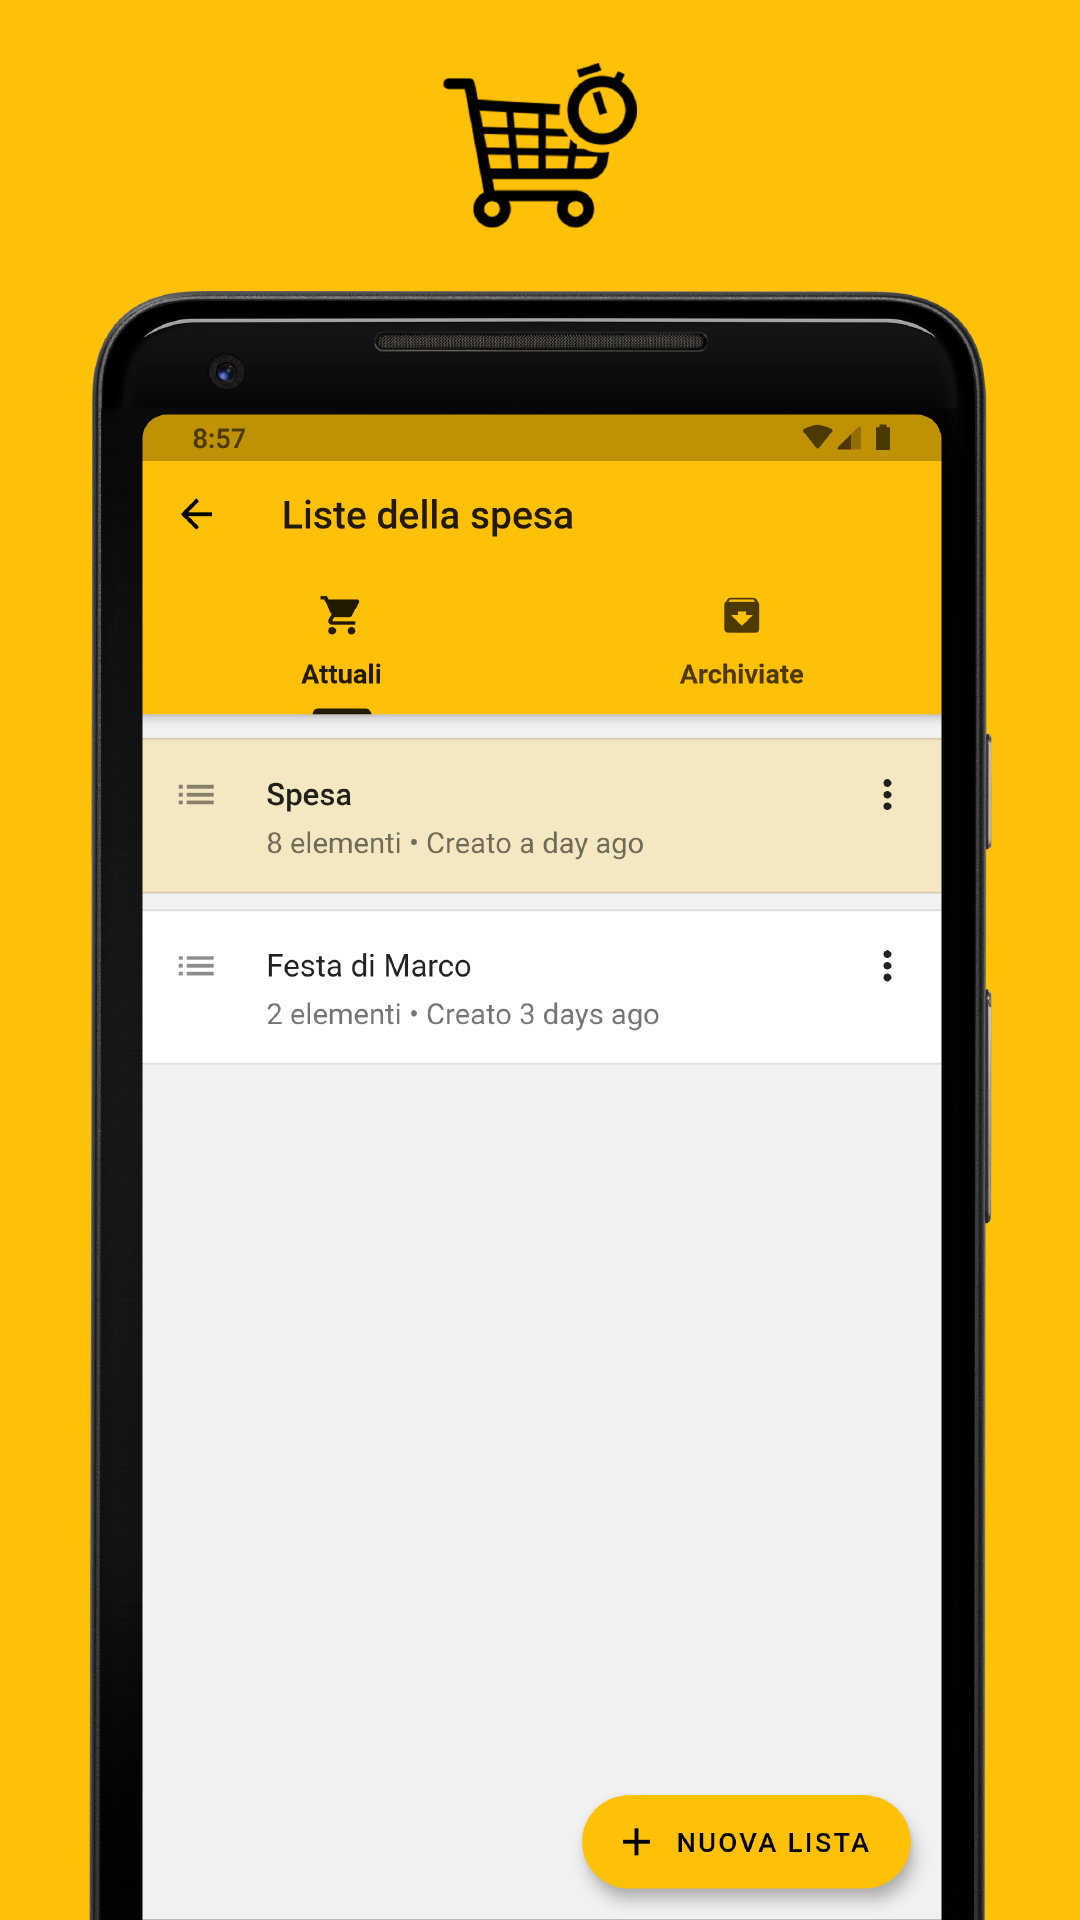 8:57
Liste della spesa
Attuali
Archiviate
Spesa
8 elementi • Creato a day ago
Festa di Marco
2 elementi • Creato 3 days ago
NUOVA LISTA